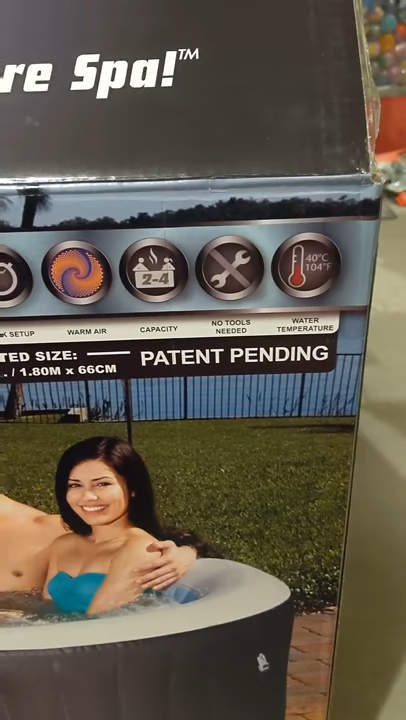 re Spa!™
2-4
40°C
104°F
K SETUP
WARM AIR
CAPACITY
NO TOOLS
NEEDED
WATER
TEMPERATURE
TED SIZE:
PATENT PENDING
. / 1.80M x 66CM